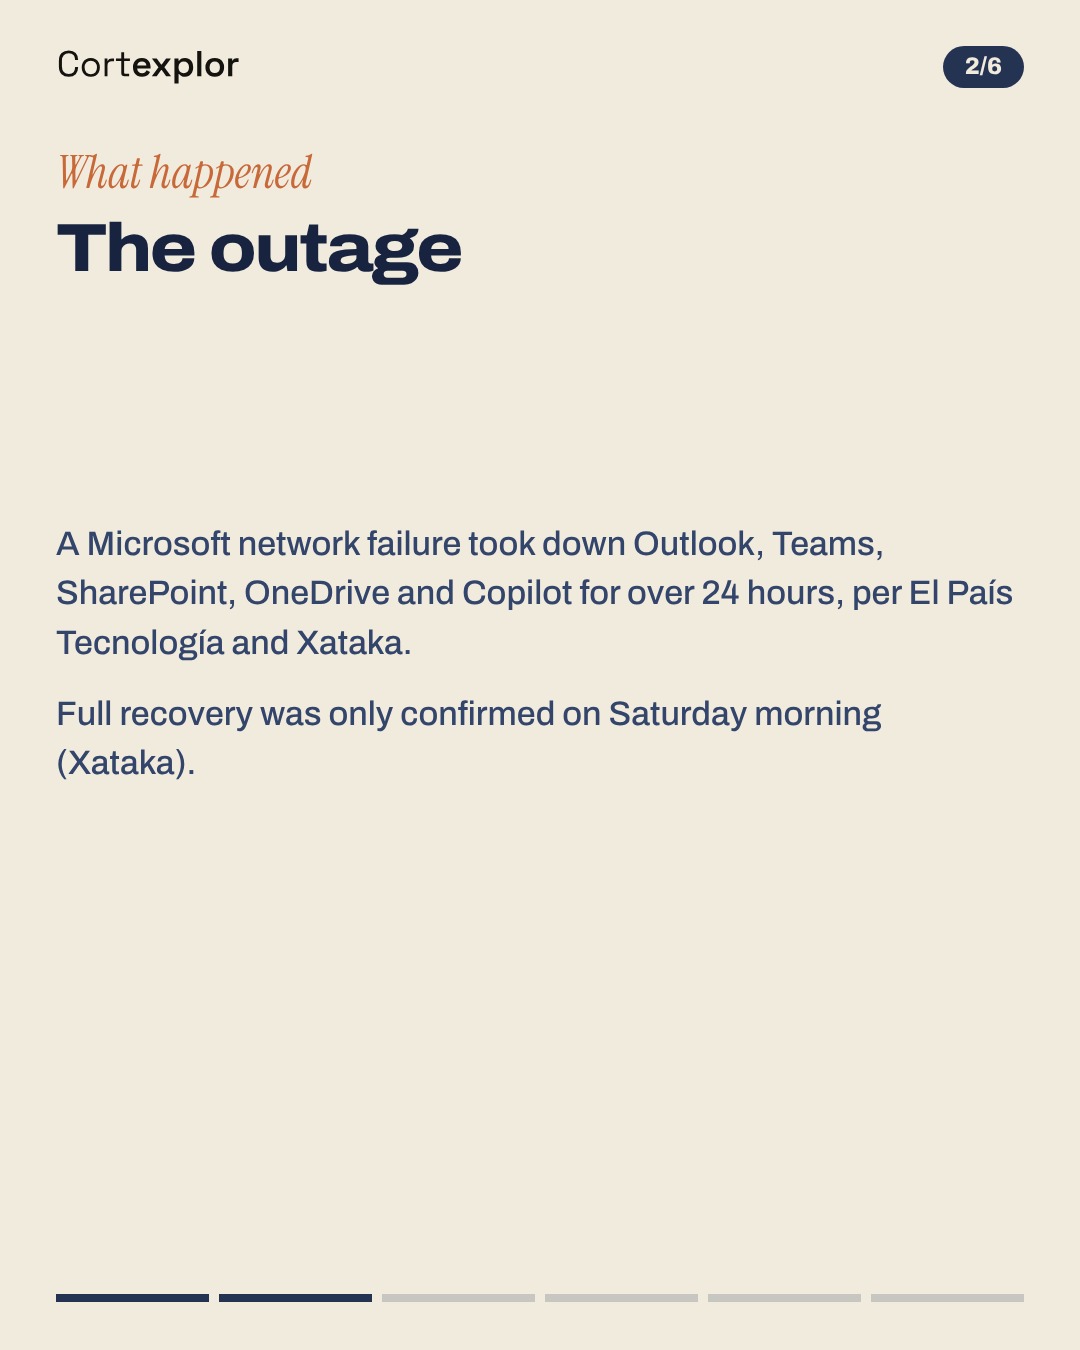 Cortexplor
2/6
What happened
The outage
A Microsoft network failure took down Outlook, Teams,
SharePoint, OneDrive and Copilot for over 24 hours, per El País
Tecnología and Xataka.
Full recovery was only confirmed on Saturday morning
(Xataka).